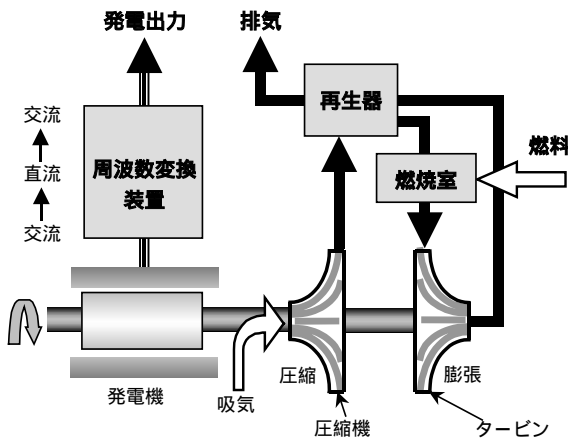 発電出力
排気
再生器
交流
直流
交流
周波数変換
装置
燃料
燃焼室
圧縮
膨張
発電機
吸気
圧縮機
タービン